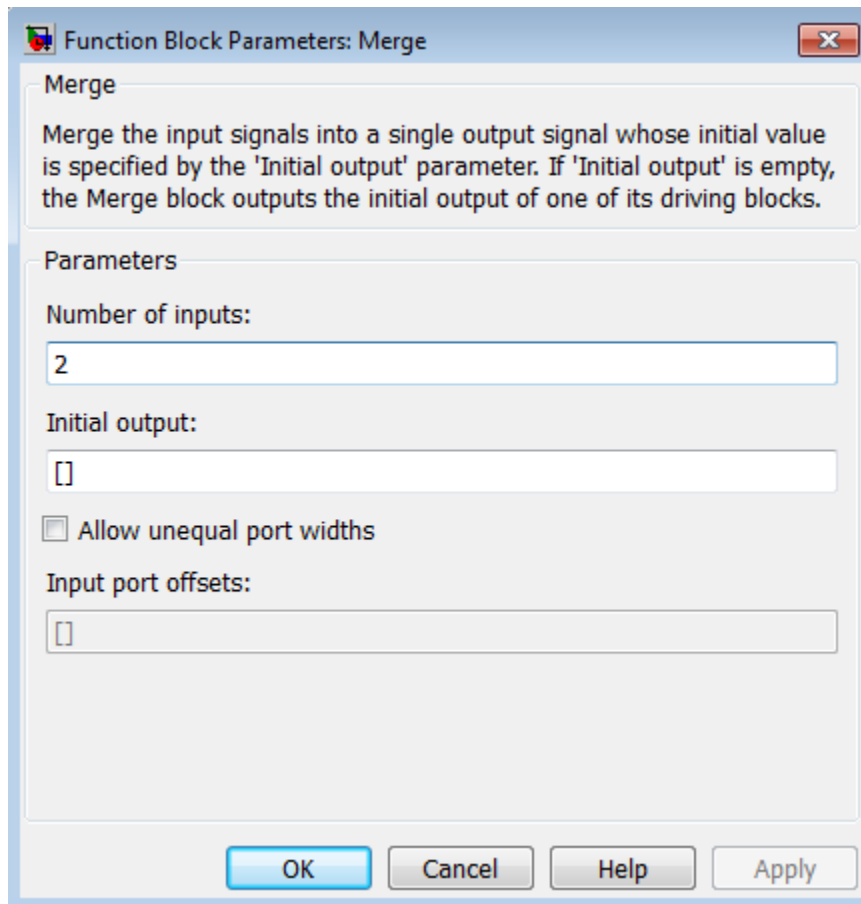 Function Block Parameters: Merge
Merge
Merge the input signals into a single output signal whose initial value
is specified by the 'Initial output' parameter. If 'Initial output' is empty,
the Merge block outputs the initial output of one of its driving blocks.
Parameters
Number of inputs:
2
Initial output:
[]
Allow unequal port widths
Input port offsets:
[]
OK Cancel Help Apply